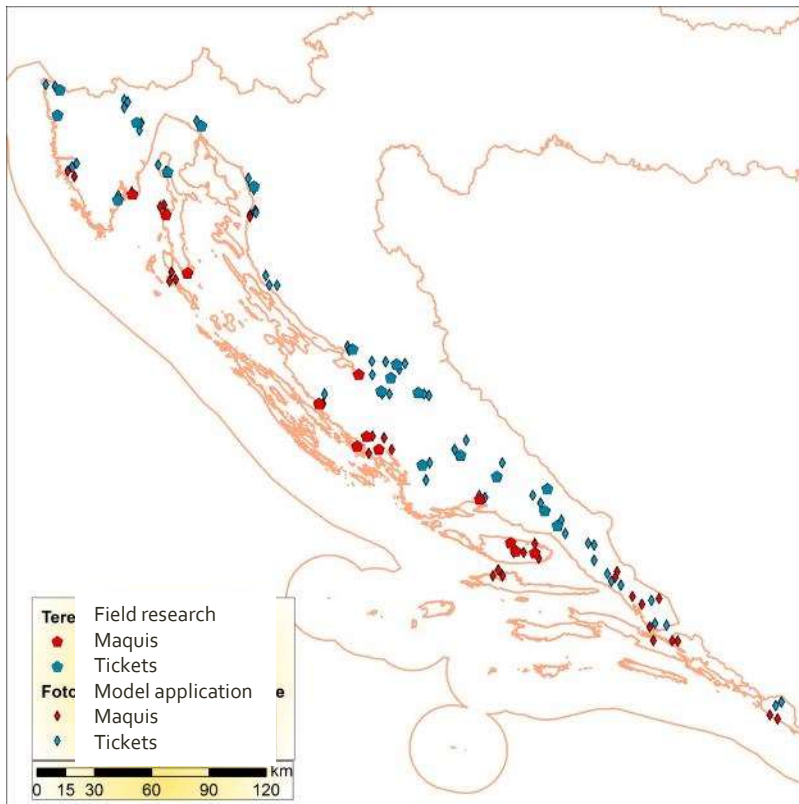 Tere Field research
Maquis
Tickets
Foto Model application e
Maquis
Tickets
km
0 15 30 60 90 120